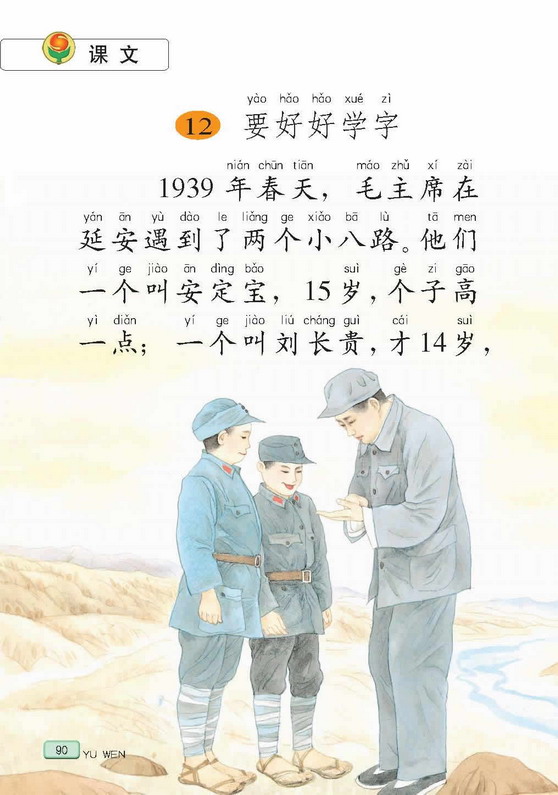 课文
yào hǎo hǎo xué zì
12 要好好学字
nián chūn tiān máo zhǔ xí zài
1939 年春天，毛主席在
yán ān yù dào le liǎng ge xiǎo bā lù tā men
延安遇到了两个小八路。他们
yí ge jiào ān dìng bǎo suì gè zi gāo
一个叫安定宝，15 岁，个子高
yì diǎn yí ge jiào liú cháng guì cái suì
一点；一个叫刘长贵，才 14 岁，
90 YU WEN